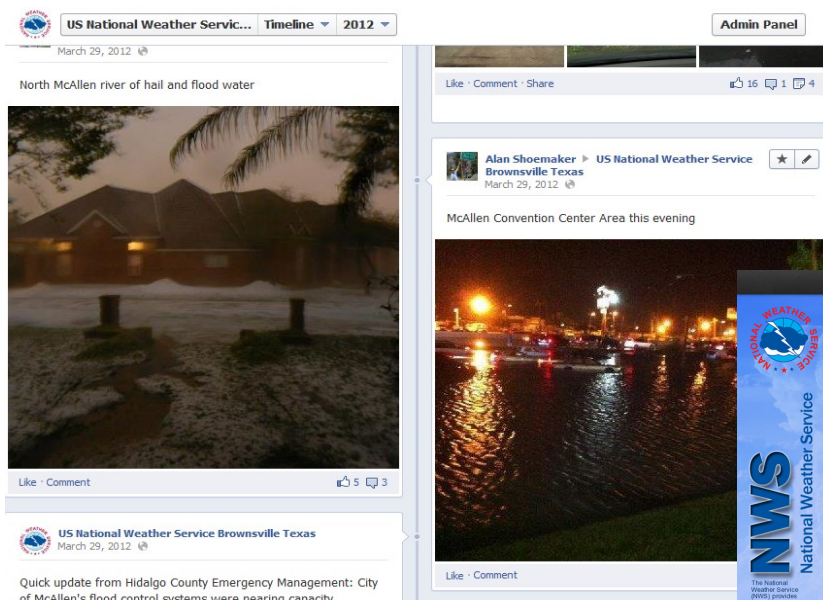 US National Weather Servic... Timeline 2012
Admin Panel
March 29, 2012
North McAllen river of hail and flood water
Like · Comment
5 3
US National Weather Service Brownsville Texas
March 29, 2012
Quick update from Hidalgo County Emergency Management: City
of McAllen's flood control systems were nearing capacity
Like · Comment · Share
16 1 4
Alan Shoemaker US National Weather Service
Brownsville Texas
March 29, 2012
McAllen Convention Center Area this evening
Like · Comment
NATIONAL WEATHER SERVICE
NWS
National Weather Service
The National
Weather Service
(NWS) provides